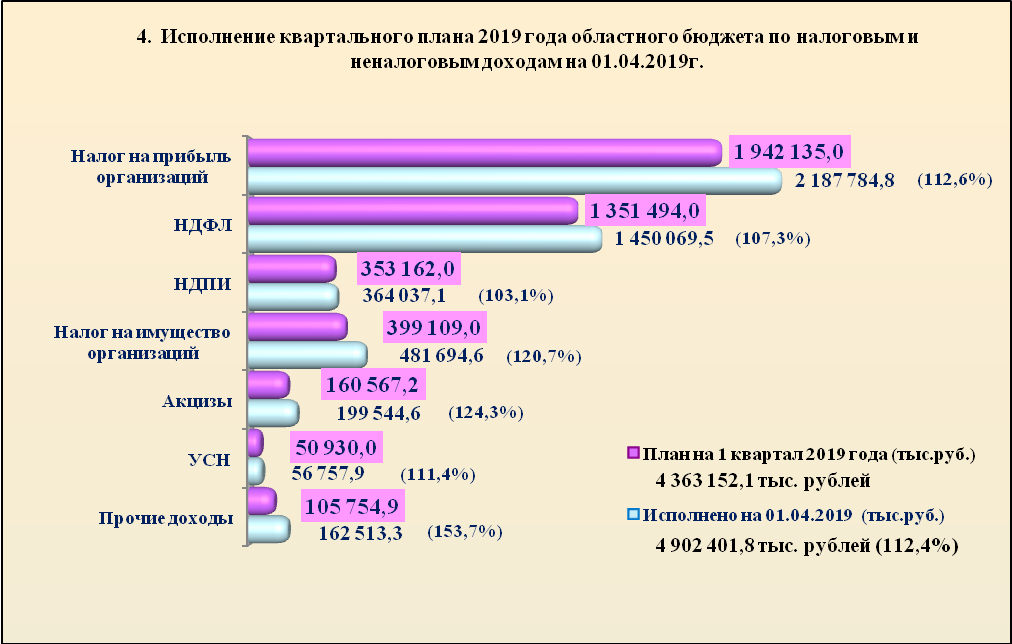 4. Исполнение квартального плана 2019 года областного бюджета по налоговым и
неналоговым доходам на 01.04.2019г.
Налог на прибыль
организаций
1 942 135,0
2 187 784,8 (112,6%)
НДФЛ
1 351 494,0
1 450 069,5 (107,3%)
НДПИ
353 162,0
364 037,1 (103,1%)
Налог на имущество
организаций
399 109,0
481 694,6 (120,7%)
Акцизы
160 567,2
199 544,6 (124,3%)
УСН
50 930,0
56 757,9 (111,4%)
Прочие доходы
105 754,9
162 513,3 (153,7%)
План на 1 квартал 2019 года (тыс.руб.)
4 363 152,1 тыс. рублей
Исполнено на 01.04.2019 (тыс.руб.)
4 902 401,8 тыс. рублей (112,4%)